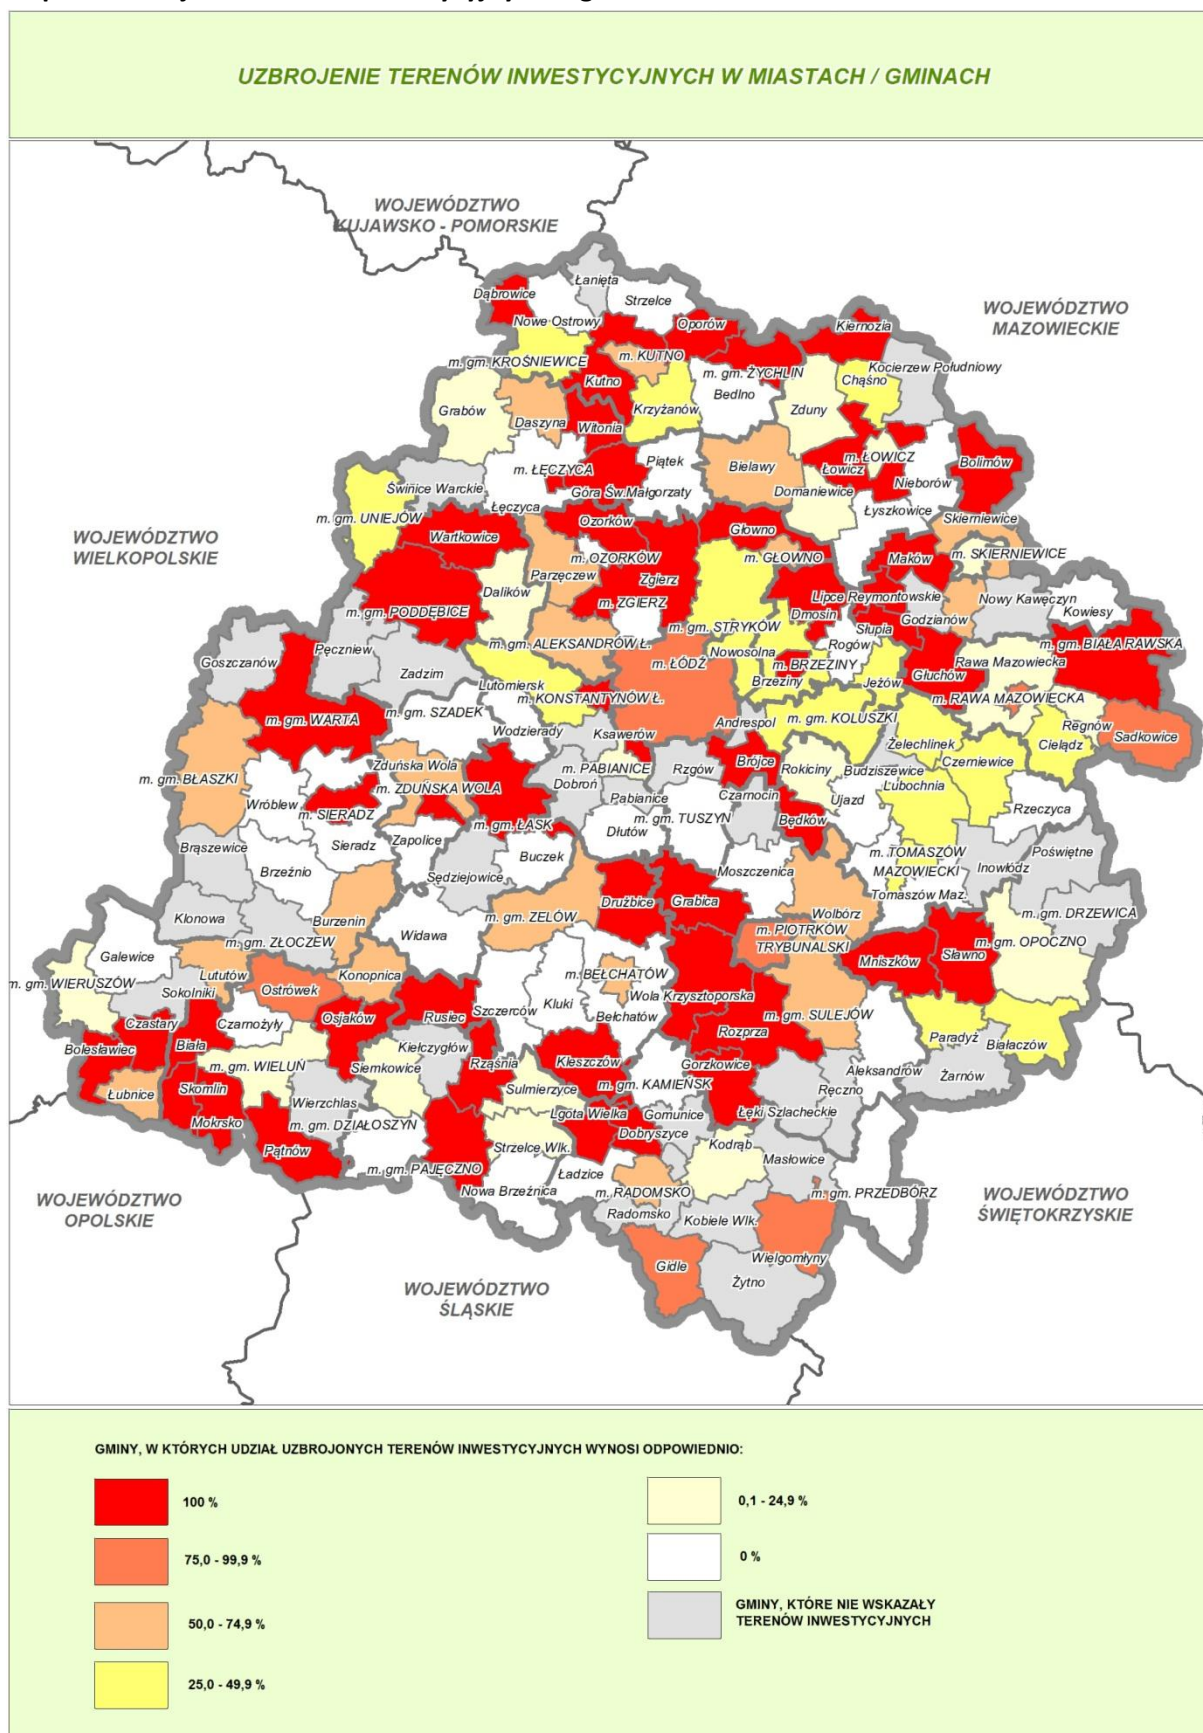 UZBROJENIE TERENÓW INWESTYCYJNYCH W MIASTACH / GMINACH
WOJEWÓDZTWO
KUJAWSKO - POMORSKIE
WOJEWÓDZTWO
MAZOWIECKIE
WOJEWÓDZTWO
WIELKOPOLSKIE
WOJEWÓDZTWO
OPOLSKIE
WOJEWÓDZTWO
ŚLĄSKIE
WOJEWÓDZTWO
ŚWIĘTOKRZYSKIE
Łanięta
Dąbrowice
Strzelce
Nowe Ostrowy
Oporów
Kiernozia
m. gm. KROŚNIEWICE
m. KUTNO
Kutno
m. gm. ŻYCHLIN
Kocierzew Południowy
Chąśno
Bedlno
Grabów
Daszyna
Krzyżanów
Zduny
Witonia
m. ŁĘCZYCA
Piątek
Bielawy
m. ŁOWICZ
Łowicz
Bolimów
Świnice Warckie
Góra Św.Małgorzaty
Domaniewice
Nieborów
Łęczyca
Łyszkowice
m. gm. UNIEJÓW
Wartkowice
Ozorków
Głowno
Skierniewice
m. OZORKÓW
m. GŁOWNO
Maków
m. SKIERNIEWICE
Parzęczew
Zgierz
Dalików
m. ZGIERZ
Lipce Reymontowskie
Nowy Kawęczyn
m. gm. PODDĘBICE
Dmosin
Godzianów
Kowiesy
m. gm. STRYKÓW
Słupia
m. gm. ALEKSANDRÓW Ł.
Rogów
m. gm. BIAŁA RAWSKA
Goszczanów
Pęczniew
Zadzim
m. ŁÓDŹ
Nowosolna
m. BRZEZINY
Rawa Mazowiecka
Lutomiersk
Brzeziny
Jeżów
Głuchów
m. KONSTANTYNÓW Ł.
m. RAWA MAZOWIECKA
m. gm. SZADEK
m. gm. WARTA
Andrespol
m. gm. KOLUSZKI
Regnów
Wodzierady
Ksawerów
Żelechlinek
Cielądz
Sadkowice
m. gm. BŁASZKI
Zduńska Wola
m. PABIANICE
Rzgów
Brójce
Rokiciny
Budziszewice
Czerniewice
m. ZDUŃSKA WOLA
Dobroń
Lubochnia
Wróblew
Pabianice
Czarnocin
Ujazd
Rzeczyca
m. SIERADZ
m. gm. ŁASK
m. gm. TUSZYN
Będków
Dłutów
Sieradz
Zapolice
Brąszewice
Buczek
m. TOMASZÓW
MAZOWIECKI
Inowłódz
Poświętne
Brzeźnio
Sędziejowice
Moszczenica
Tomaszów Maz.
Klonowa
Burzenin
Drużbice
Grabica
Wolbórz
m. gm. DRZEWICA
m. gm. ZŁOCZEW
m. gm. ZELÓW
m. PIOTRKÓW
TRYBUNALSKI
Widawa
m. gm. OPOCZNO
Galewice
Mniszków
Sławno
m. gm. WIERUSZÓW
Lututów
Konopnica
m. BEŁCHATÓW
Sokolniki
Ostrówek
Kluki
Wola Krzysztoporska
Szczerców
Czastary
Czarnożyły
Osjaków
Rusiec
Bełchatów
m. gm. SULEJÓW
Rozprza
Paradyż
Białaczów
Bolesławiec
Biała
Kiełczygłów
m. gm. WIELUŃ
Siemkowice
Rząśnia
Kleszczów
Gorzkowice
Skomlin
Sulmierzyce
m. gm. KAMIEŃSK
Ręczno
Aleksandrów
Żarnów
Łubnice
Wierzchlas
Mokrsko
m. gm. DZIAŁOSZYN
Lgota Wielka
Gomunice
Łęki Szlacheckie
Dobryszyce
Pątnów
Strzelce Wlk.
Kodrąb
Masłowice
m. gm. PAJĘCZNO
Ładzice
Nowa Brzeźnica
m. RADOMSKO
m. gm. PRZEDBÓRZ
Radomsko
Kobiele Wlk.
Wielgomłyny
Gidle
Żytno
GMINY, W KTÓRYCH UDZIAŁ UZBROJONYCH TERENÓW INWESTYCYJNYCH WYNOSI ODPOWIEDNIO:
100 %
75,0 - 99,9 %
50,0 - 74,9 %
25,0 - 49,9 %
0,1 - 24,9 %
0 %
GMINY, KTÓRE NIE WSKAZAŁY
TERENÓW INWESTYCYJNYCH